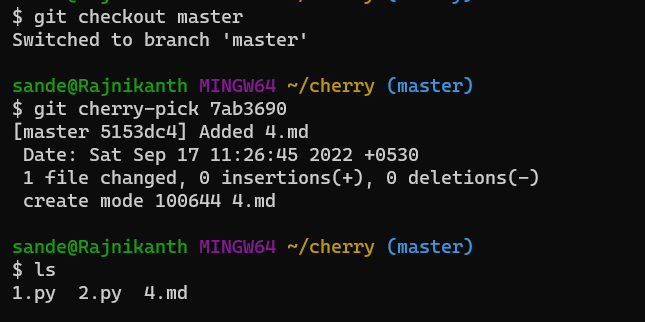 $ git checkout master
Switched to branch 'master'
sande@Rajnikanth MINGW64 ~/cherry (master)
$ git cherry-pick 7ab3690
[master 5153dc4] Added 4.md
Date: Sat Sep 17 11:26:45 2022 +0530
1 file changed, 0 insertions(+), 0 deletions(-)
create mode 100644 4.md
sande@Rajnikanth MINGW64 ~/cherry (master)
$ ls
1.py  2.py  4.md